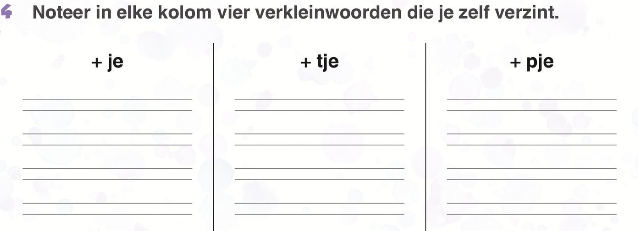 4 Noteer in elke kolom vier verkleinwoorden die je zelf verzint.
+ je + tje + pje